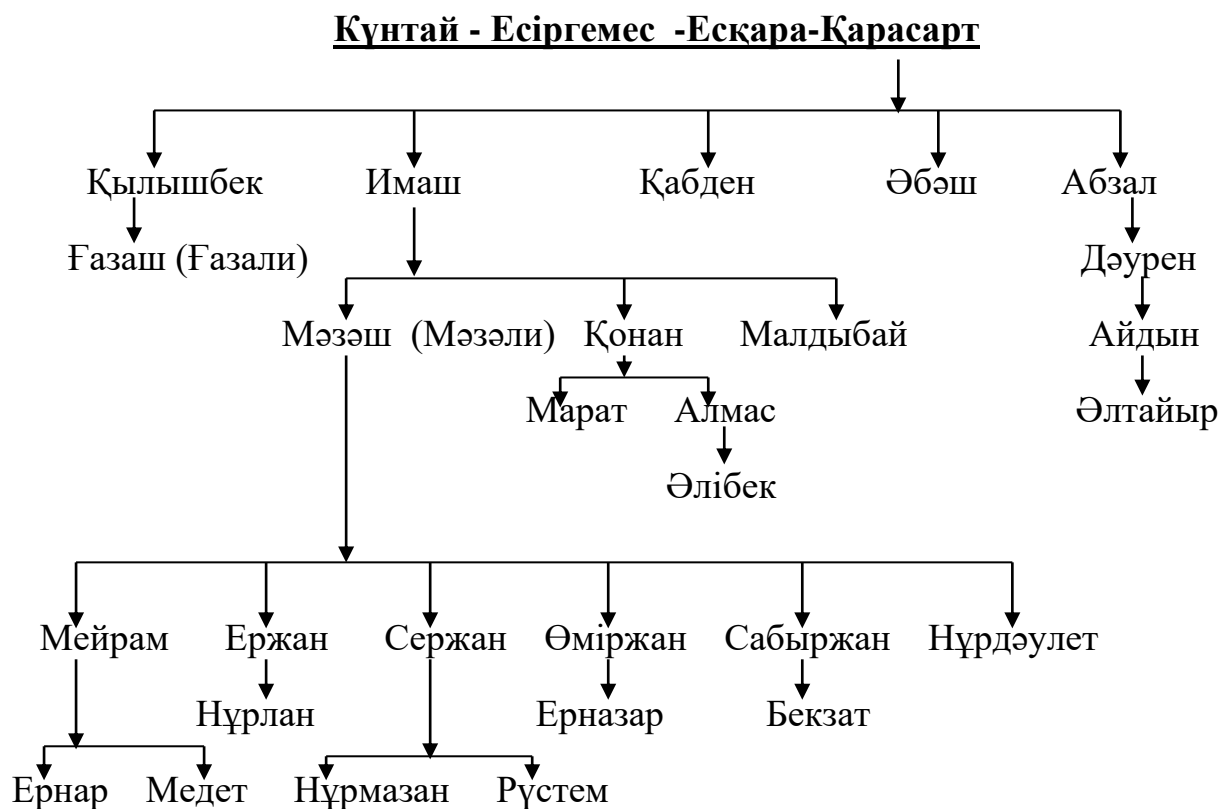 Күнтай - Есіргемес -Есқара-Қарасарт
Қылышбек Имаш Қабден Әбәш Абзал
Ғазаш (Ғазали) Дәурен
Мәзәш (Мәзәли) Қонан Малдыбай Айдын
Марат Алмас Әлтайыр
Әлібек
Мейрам Ержан Сержан Өміржан Сабыржан Нұрдәулет
Нұрлан Ерназар Бекзат
Ернар Медет Нұрмазан Рүстем